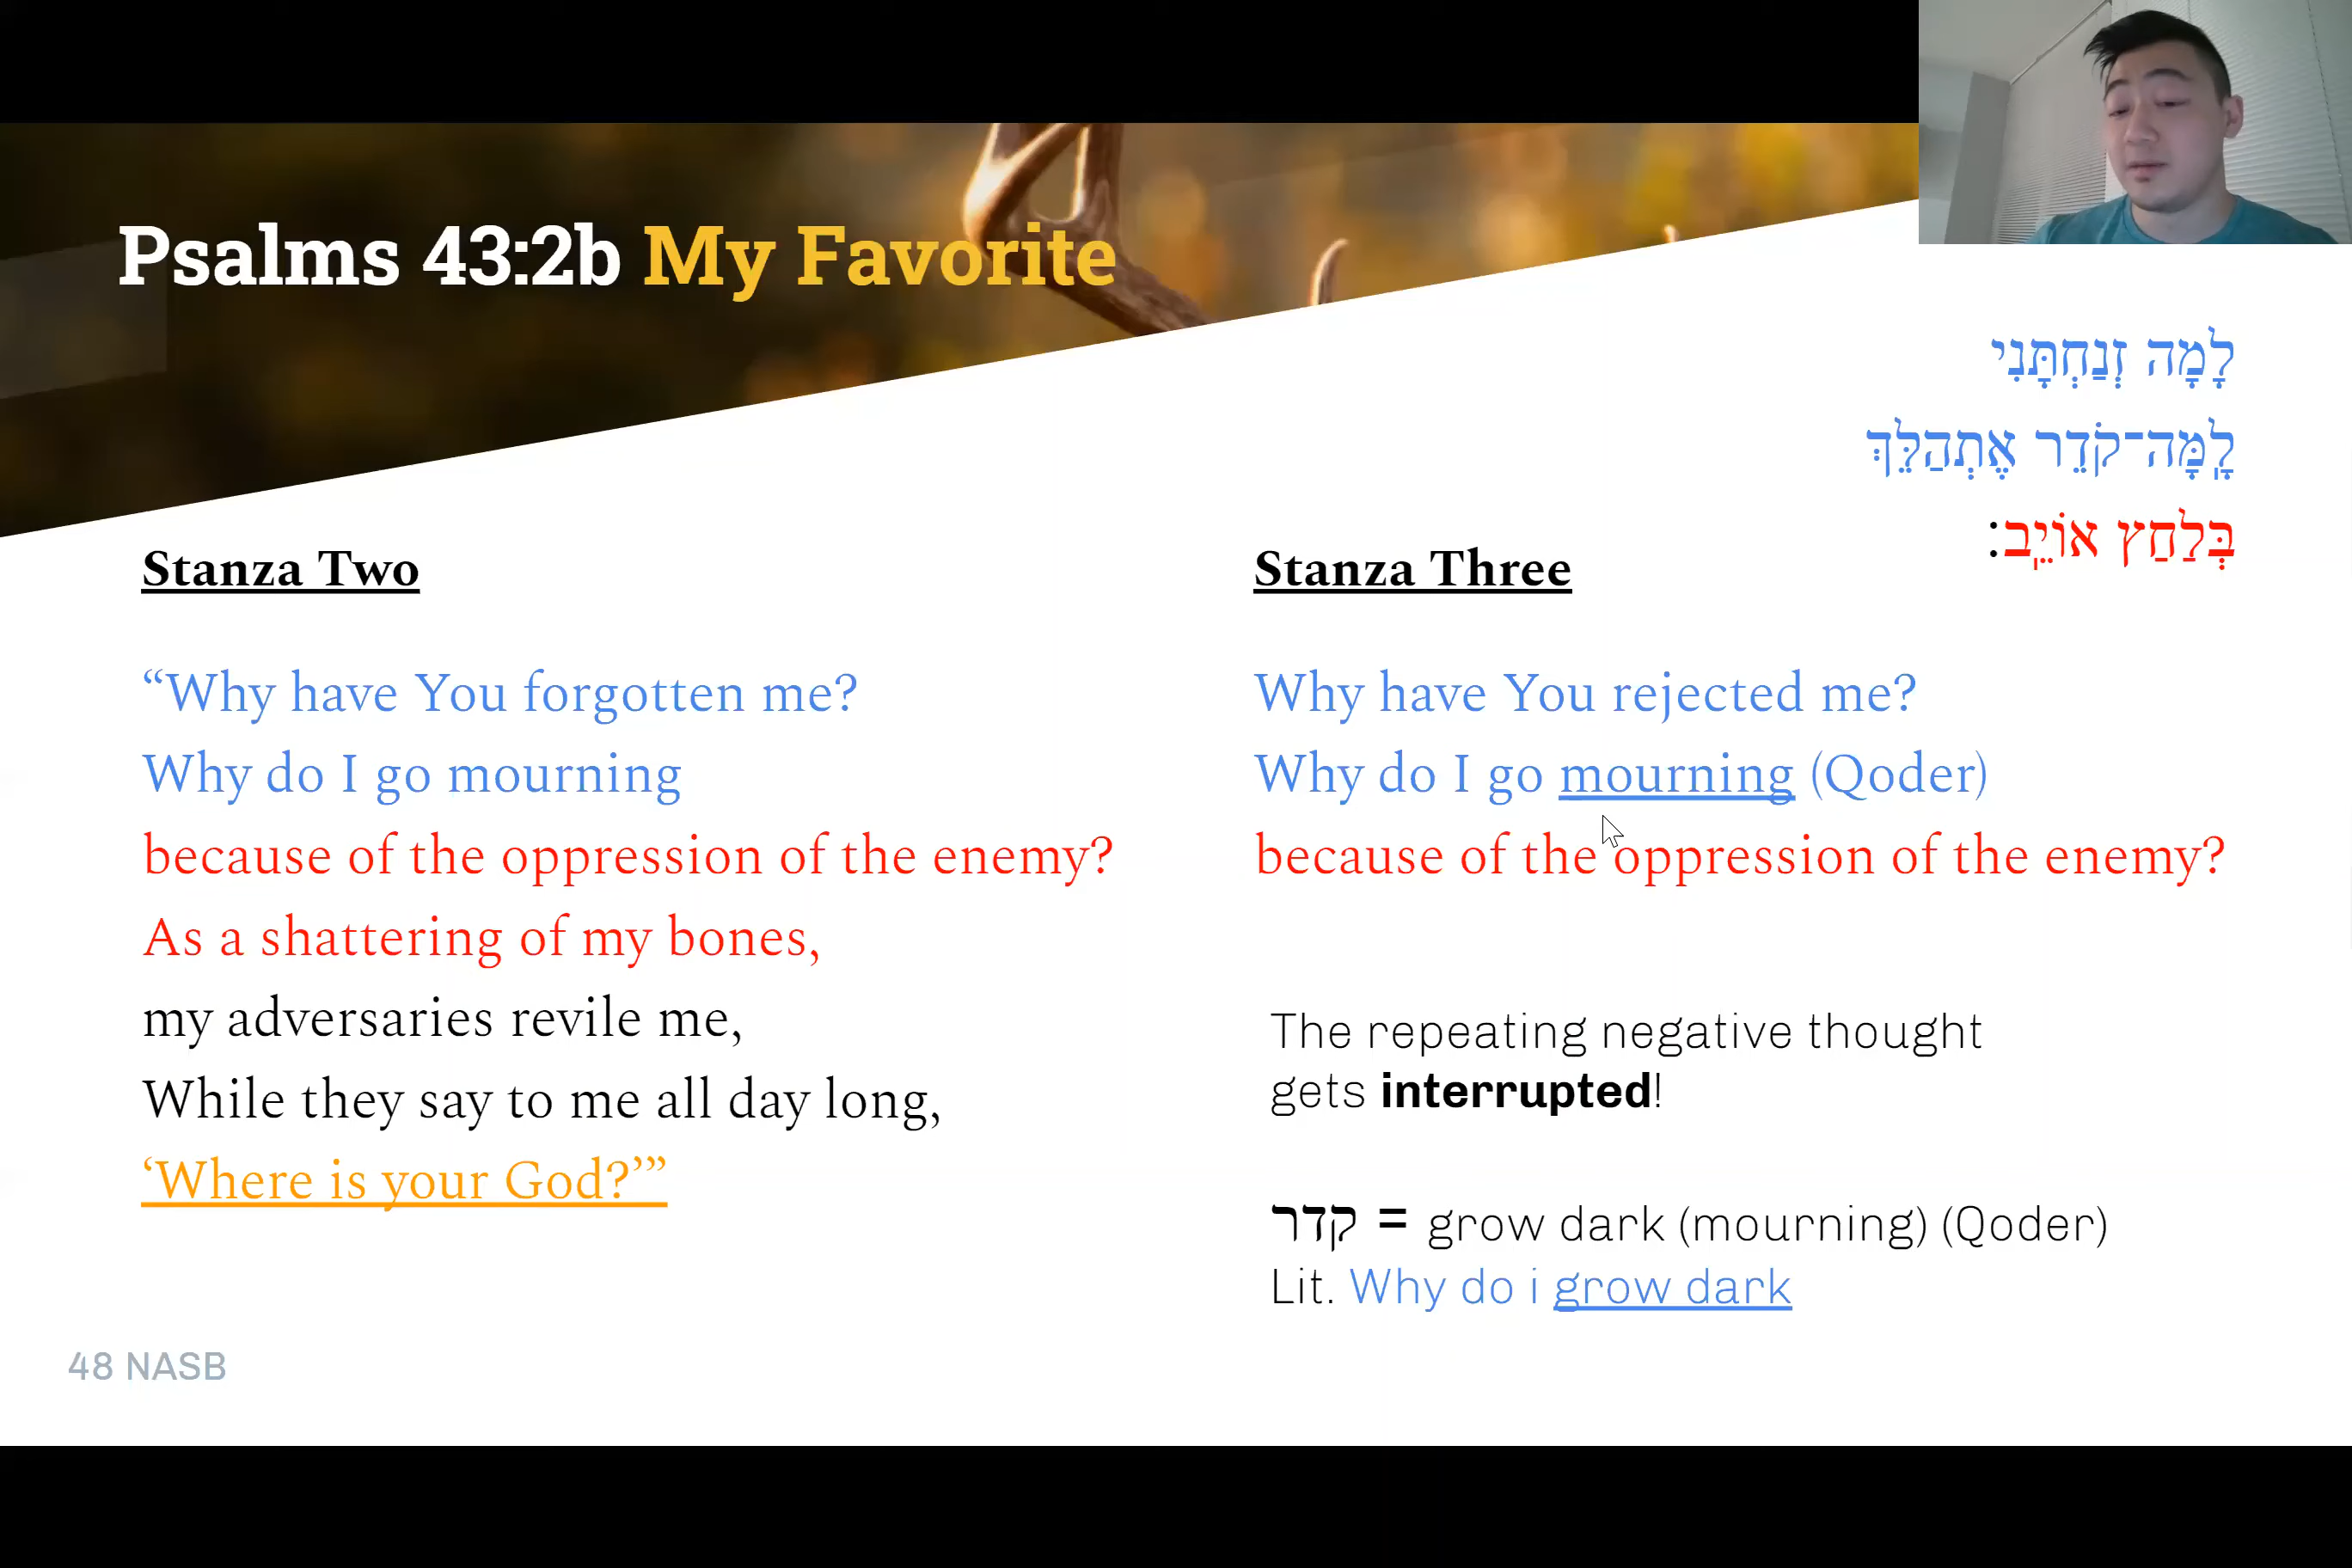 Psalms 43:2b My Favorite
לָמָה זְנַחְתָּנִי
לָֽמָּה־קֹדֵר אֶתְהַלֵּךְ
בְּלַחַץ אוֹיֵֽב׃
Stanza Two
“Why have You forgotten me?
Why do I go mourning
because of the oppression of the enemy?
As a shattering of my bones,
my adversaries revile me,
While they say to me all day long,
‘Where is your God?’”
Stanza Three
Why have You rejected me?
Why do I go mourning (Qoder)
because of the oppression of the enemy?
The repeating negative thought
gets interrupted!
קדר = grow dark (mourning) (Qoder)
Lit. Why do i grow dark
48 NASB